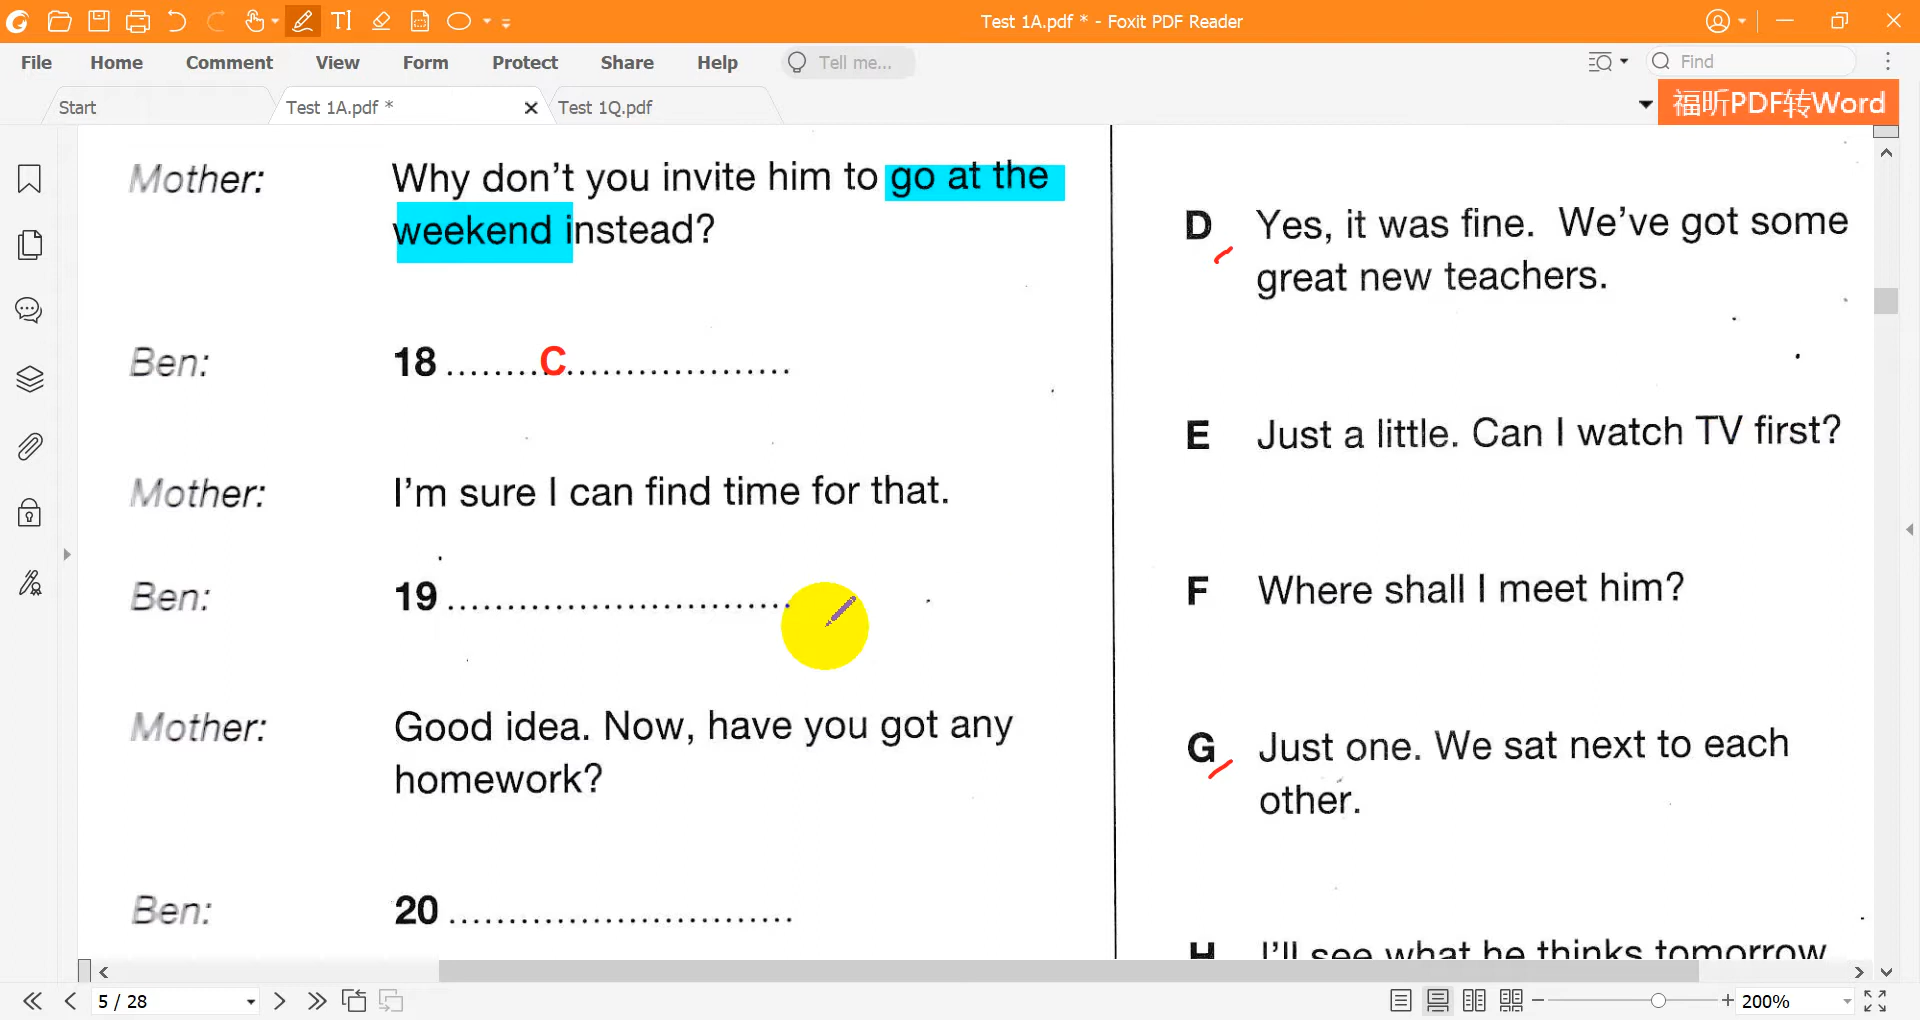 Test 1A.pdf * - Foxit PDF Reader
File Home Comment View Form Protect Share Help Tell me... Find
Start Test 1A.pdf * Test 1Q.pdf 福昕PDF转Word
Mother: Why don't you invite him to go at the
weekend instead?
Ben: 18 ........C......................
Mother: I'm sure I can find time for that.
Ben: 19 ..............................
Mother: Good idea. Now, have you got any
homework?
Ben: 20 ..............................
D Yes, it was fine. We've got some
great new teachers.
E Just a little. Can I watch TV first?
F Where shall I meet him?
G Just one. We sat next to each
other.
H I'll see what he thinks tomorrow
5 / 28 200%